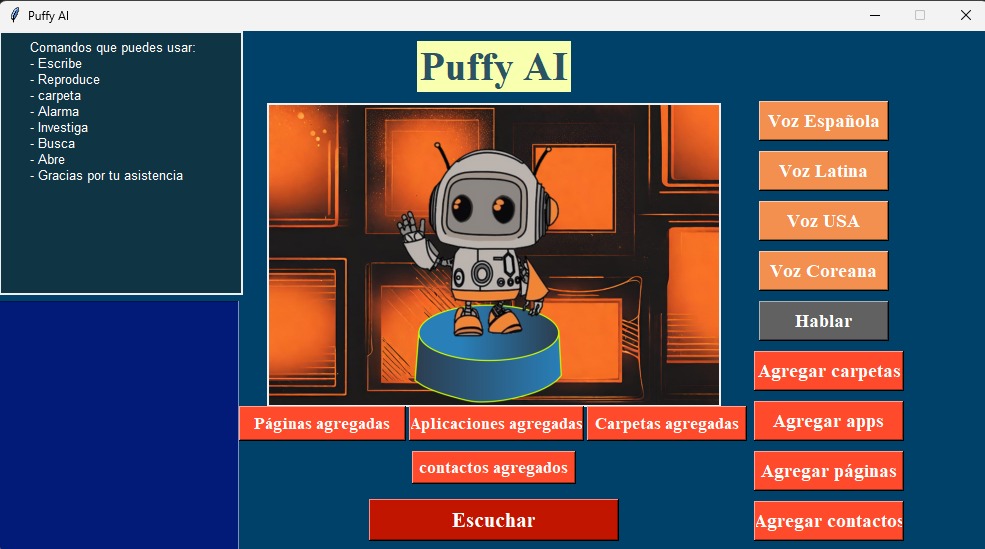 Puffy AI
Comandos que puedes usar:
- Escribe
- Reproduce
- carpeta
- Alarma
- Investiga
- Busca
- Abre
- Gracias por tu asistencia
Puffy AI
Voz Española
Voz Latina
Voz USA
Voz Coreana
Hablar
Agregar carpetas
Agregar apps
Agregar páginas
Agregar contactos
Páginas agregadas
Aplicaciones agregadas
Carpetas agregadas
contactos agregados
Escuchar